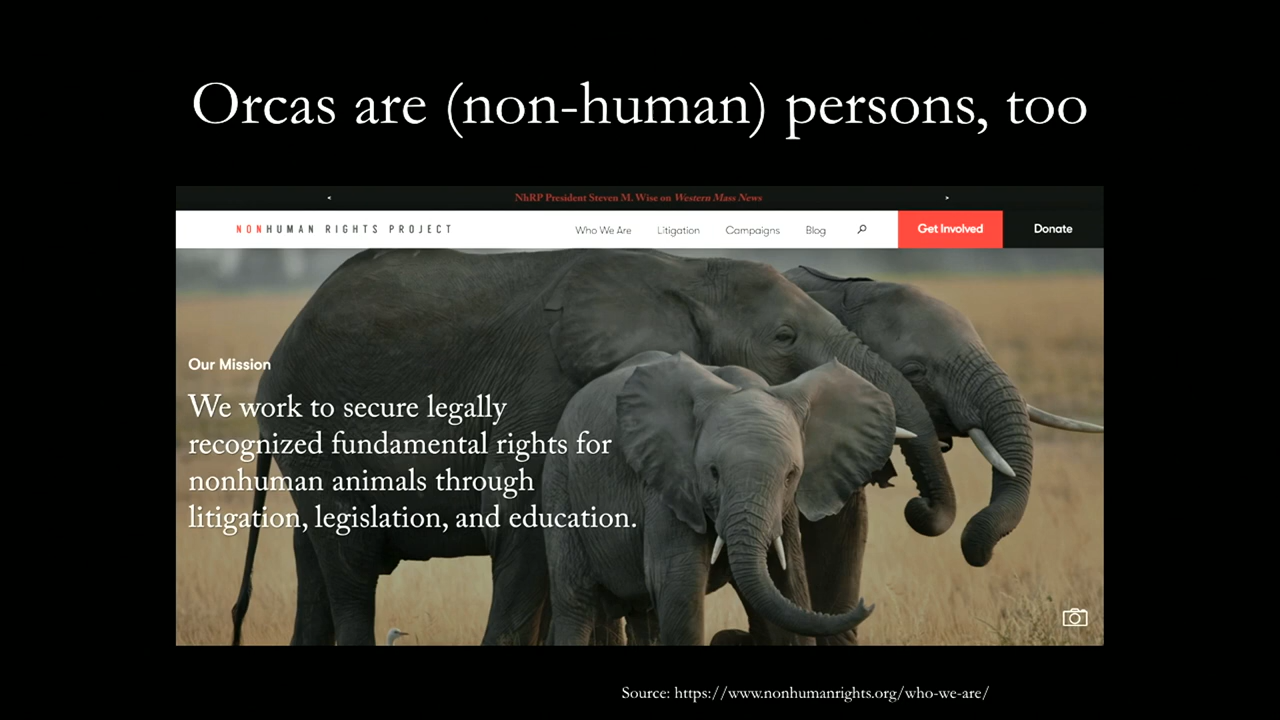 Orcas are (non-human) persons, too
NhRP President Steven M. Wise on Western Mass News
NONHUMAN RIGHTS PROJECT Who We Are Litigation Campaigns Blog Get Involved Donate
Our Mission
We work to secure legally
recognized fundamental rights for
nonhuman animals through
litigation, legislation, and education.
Source: https://www.nonhumanrights.org/who-we-are/